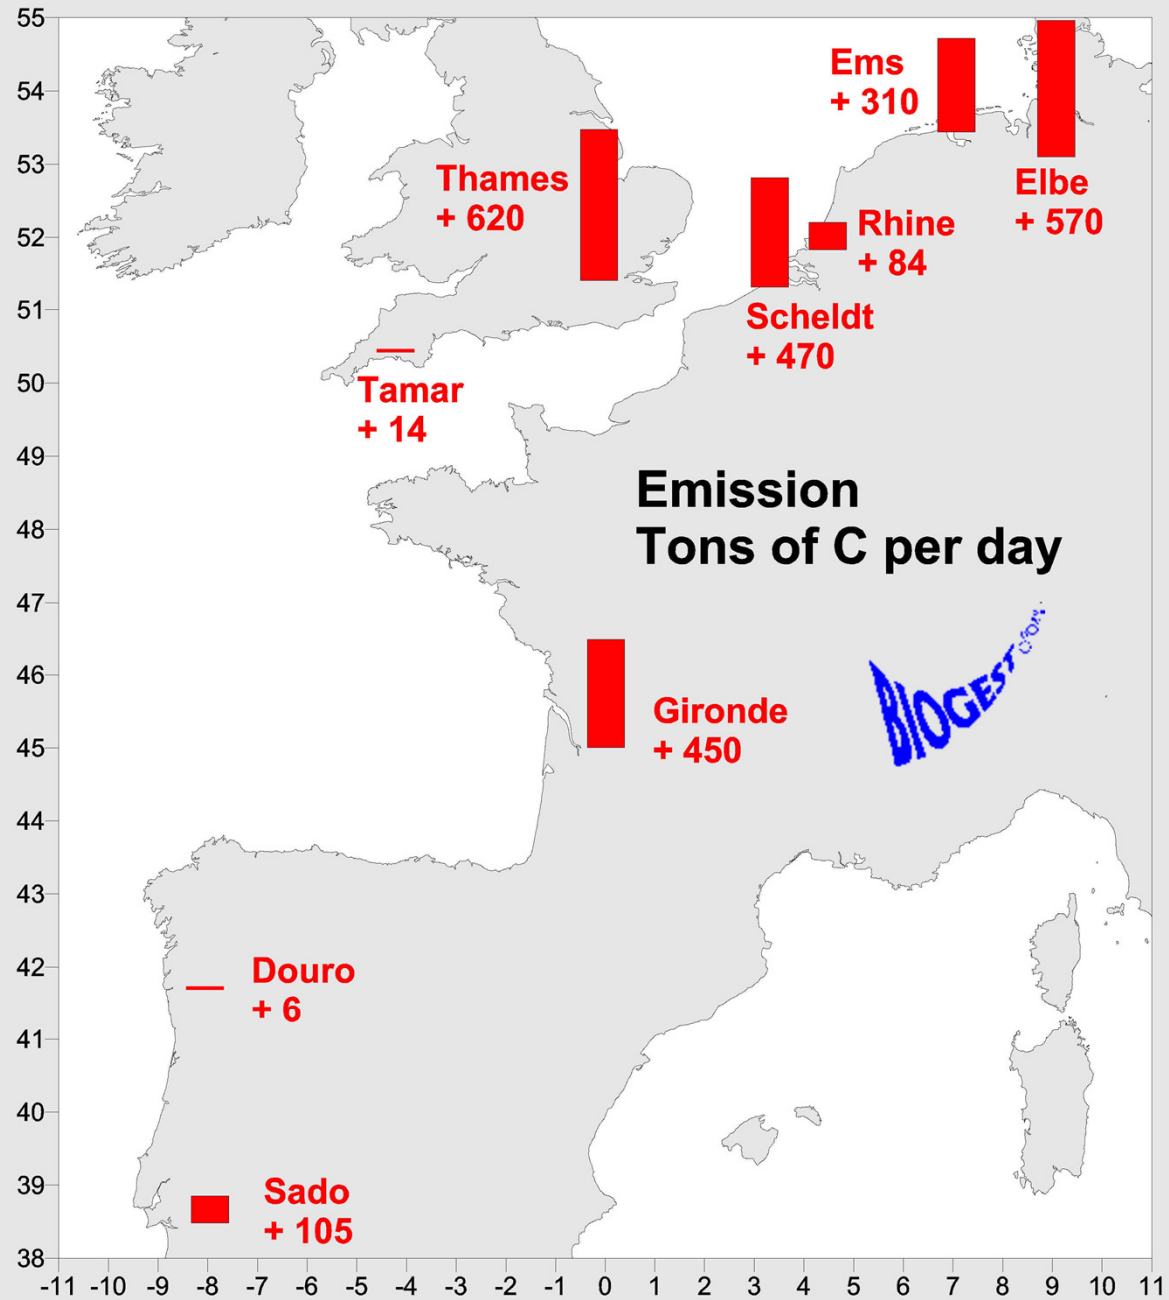 55
54
53
52
51
50
49
48
47
46
45
44
43
42
41
40
39
38
Ems
+ 310
Elbe
+ 570
Thames
+ 620
Rhine
+ 84
Scheldt
+ 470
Tamar
+ 14
Emission
Tons of C per day
BIOGEST
Gironde
+ 450
Douro
+ 6
Sado
+ 105
-11 -10 -9 -8 -7 -6 -5 -4 -3 -2 -1 0 1 2 3 4 5 6 7 8 9 10 11